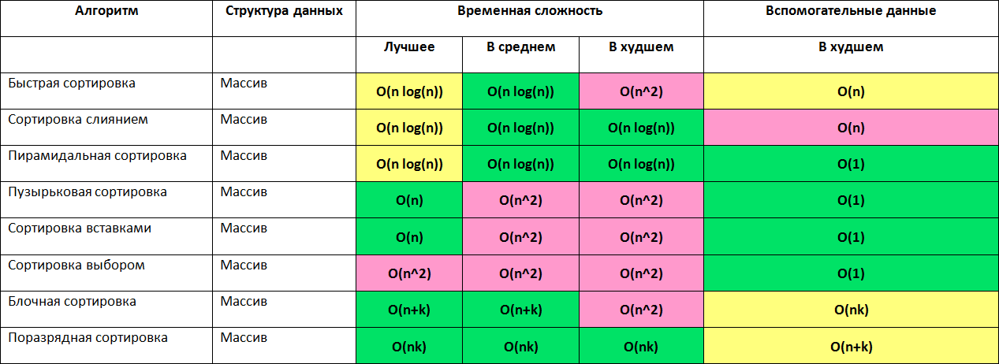 Алгоритм Структура данных Временная сложность Вспомогательные данные
Лучшее В среднем В худшем В худшем
Быстрая сортировка Массив O(n log(n)) O(n log(n)) O(n^2) O(n)
Сортировка слиянием Массив O(n log(n)) O(n log(n)) O(n log(n)) O(n)
Пирамидальная сортировка Массив O(n log(n)) O(n log(n)) O(n log(n)) O(1)
Пузырьковая сортировка Массив O(n) O(n^2) O(n^2) O(1)
Сортировка вставками Массив O(n) O(n^2) O(n^2) O(1)
Сортировка выбором Массив O(n^2) O(n^2) O(n^2) O(1)
Блочная сортировка Массив O(n+k) O(n+k) O(n^2) O(nk)
Поразрядная сортировка Массив O(nk) O(nk) O(nk) O(n+k)